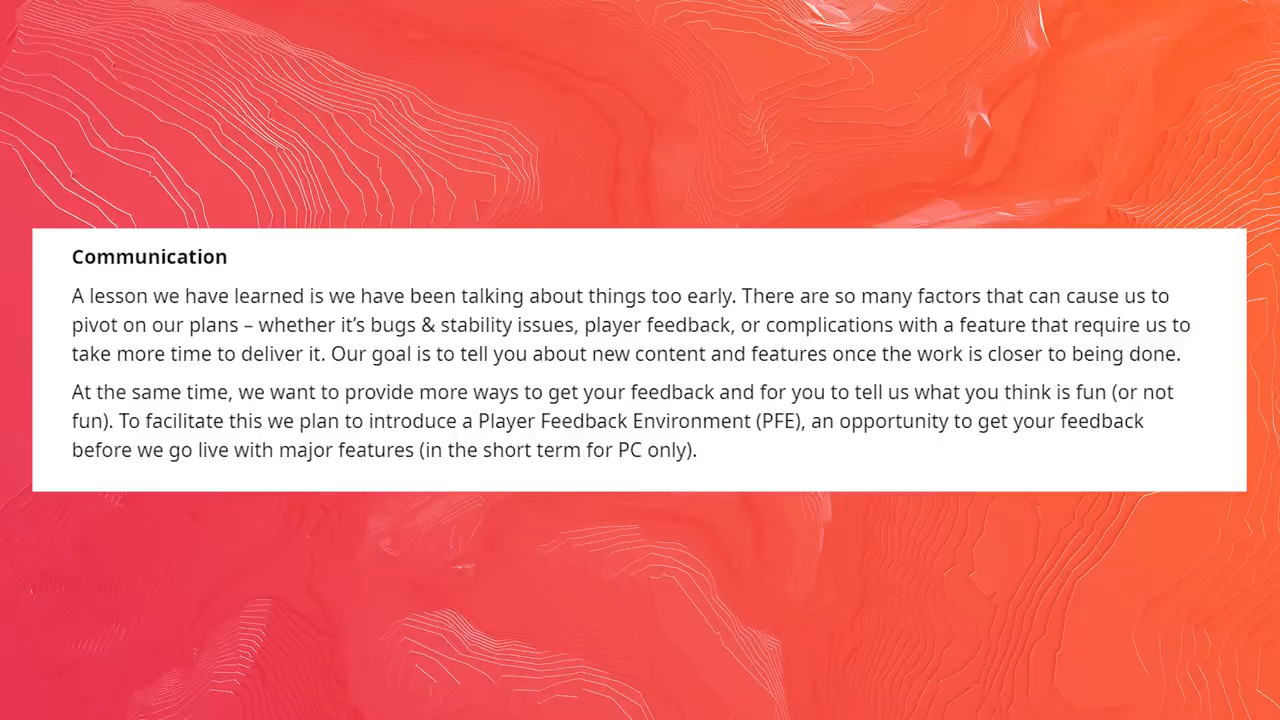 Communication
A lesson we have learned is we have been talking about things too early. There are so many factors that can cause us to
pivot on our plans – whether it’s bugs & stability issues, player feedback, or complications with a feature that require us to
take more time to deliver it. Our goal is to tell you about new content and features once the work is closer to being done.
At the same time, we want to provide more ways to get your feedback and for you to tell us what you think is fun (or not
fun). To facilitate this we plan to introduce a Player Feedback Environment (PFE), an opportunity to get your feedback
before we go live with major features (in the short term for PC only).